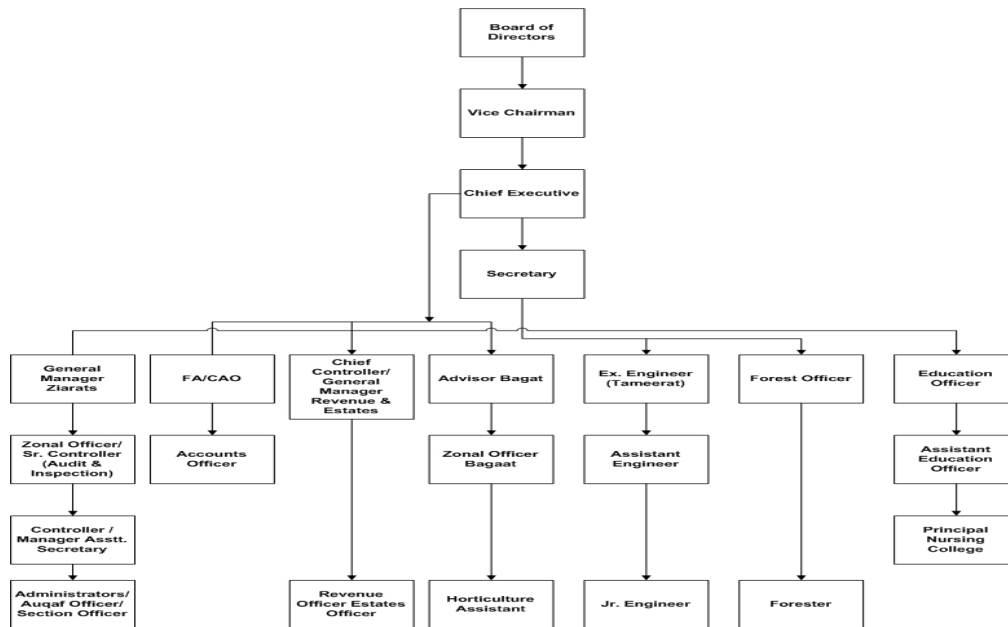 Board of
Directors
Vice Chairman
Chief Executive
Secretary
General
Manager
Ziarats
FA/CAO
Chief
Controller/
General
Manager
Revenue &
Estates
Advisor Bagat
Ex. Engineer
(Tameerat)
Forest Officer
Education
Officer
Zonal Officer/
Sr. Controller
(Audit &
Inspection)
Accounts
Officer
Zonal Officer
Bagaat
Assistant
Engineer
Assistant
Education
Officer
Controller /
Manager Asstt.
Secretary
Principal
Nursing
College
Administrators/
Auqaf Officer/
Section Officer
Revenue
Officer Estates
Officer
Horticulture
Assistant
Jr. Engineer
Forester